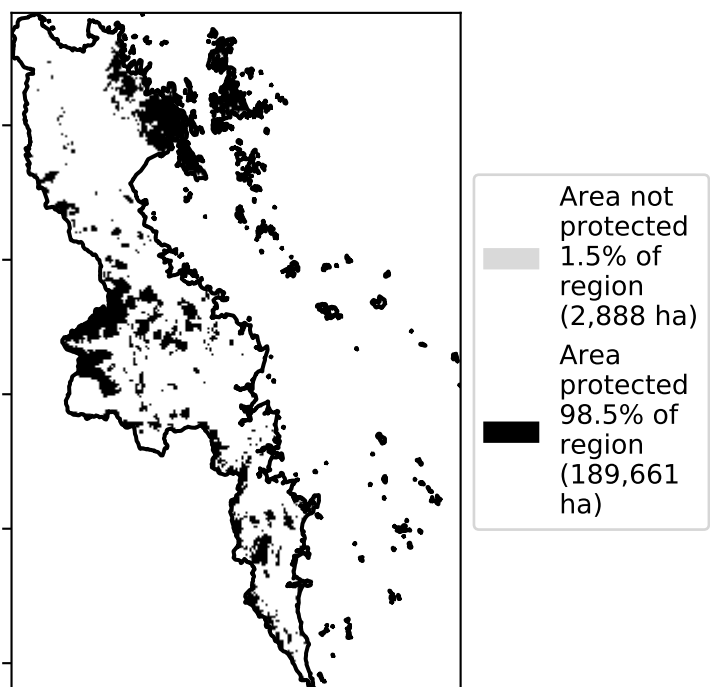 Area not
protected
1.5% of
region
(2,888 ha)
Area
protected
98.5% of
region
(189,661
ha)